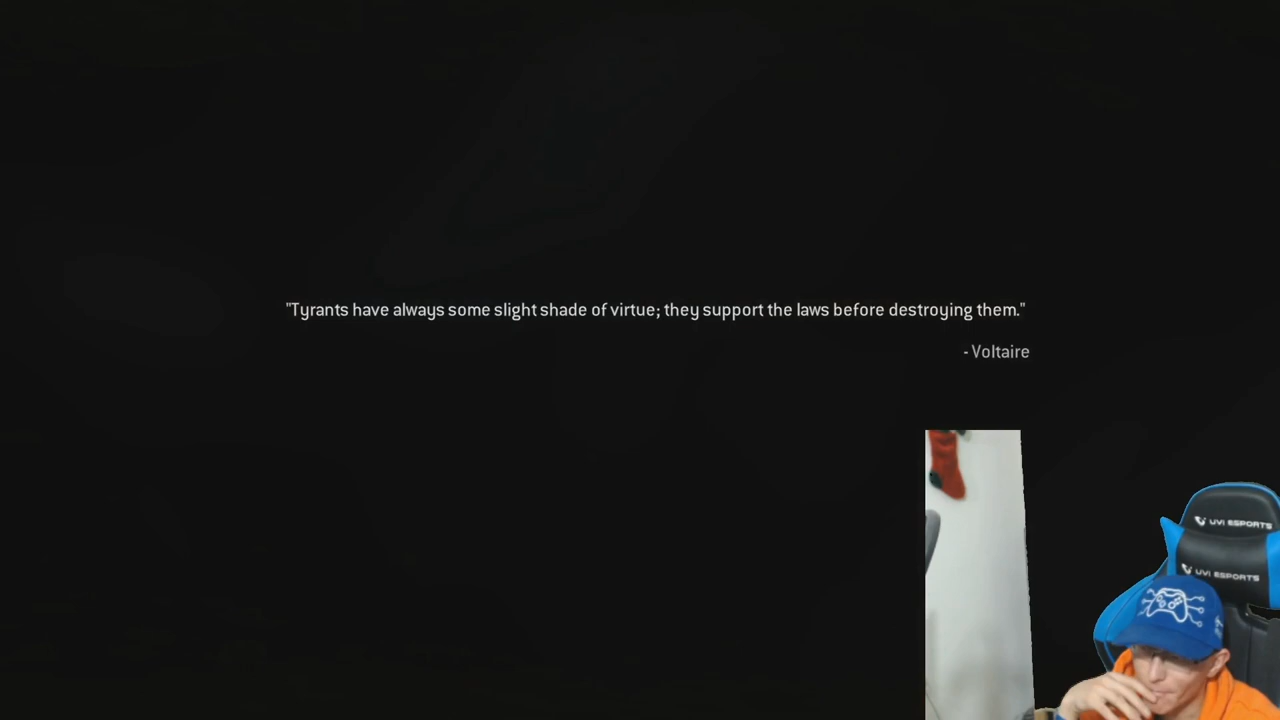 "Tyrants have always some slight shade of virtue; they support the laws before destroying them."
- Voltaire
UVI ESPORTS
UVI ESPORTS